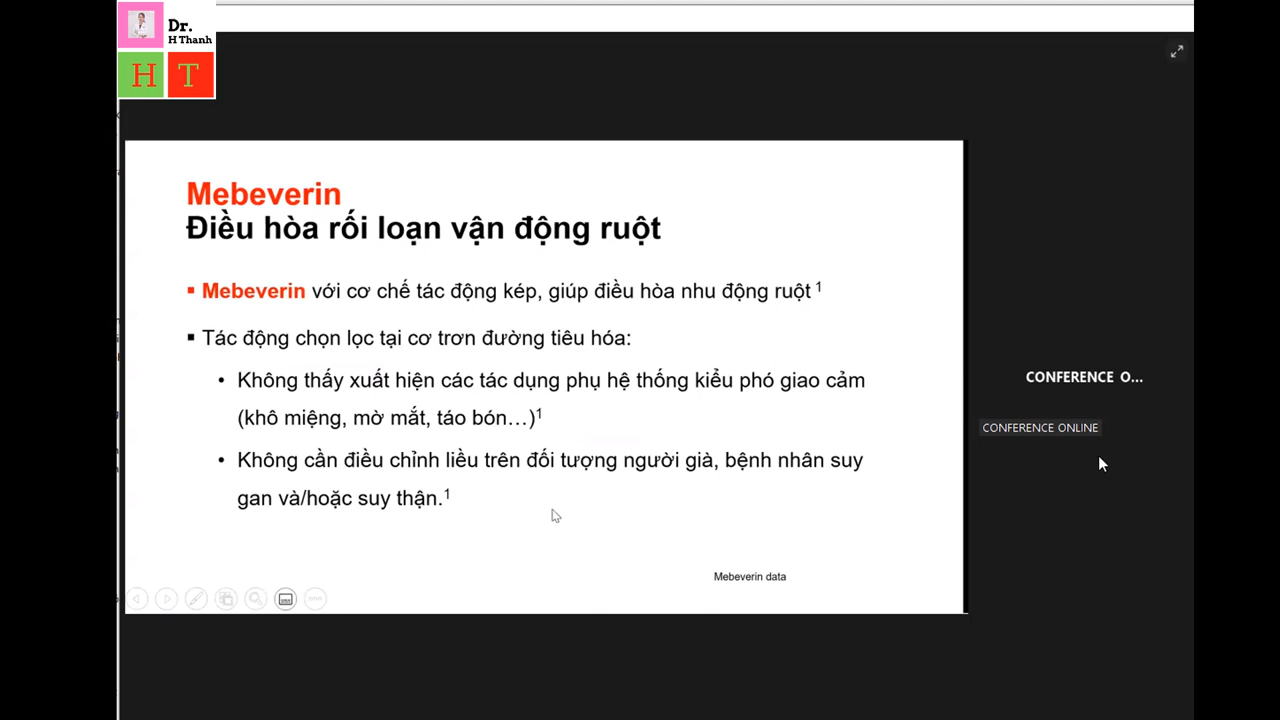 Dr.
H Thanh
H T
Mebeverin
Điều hòa rối loạn vận động ruột
▪ Mebeverin với cơ chế tác động kép, giúp điều hòa nhu động ruột 1
▪ Tác động chọn lọc tại cơ trơn đường tiêu hóa:
• Không thấy xuất hiện các tác dụng phụ hệ thống kiểu phó giao cảm
(khô miệng, mờ mắt, táo bón…)1
• Không cần điều chỉnh liều trên đối tượng người già, bệnh nhân suy
gan và/hoặc suy thận.1
Mebeverin data
CONFERENCE O...
CONFERENCE ONLINE